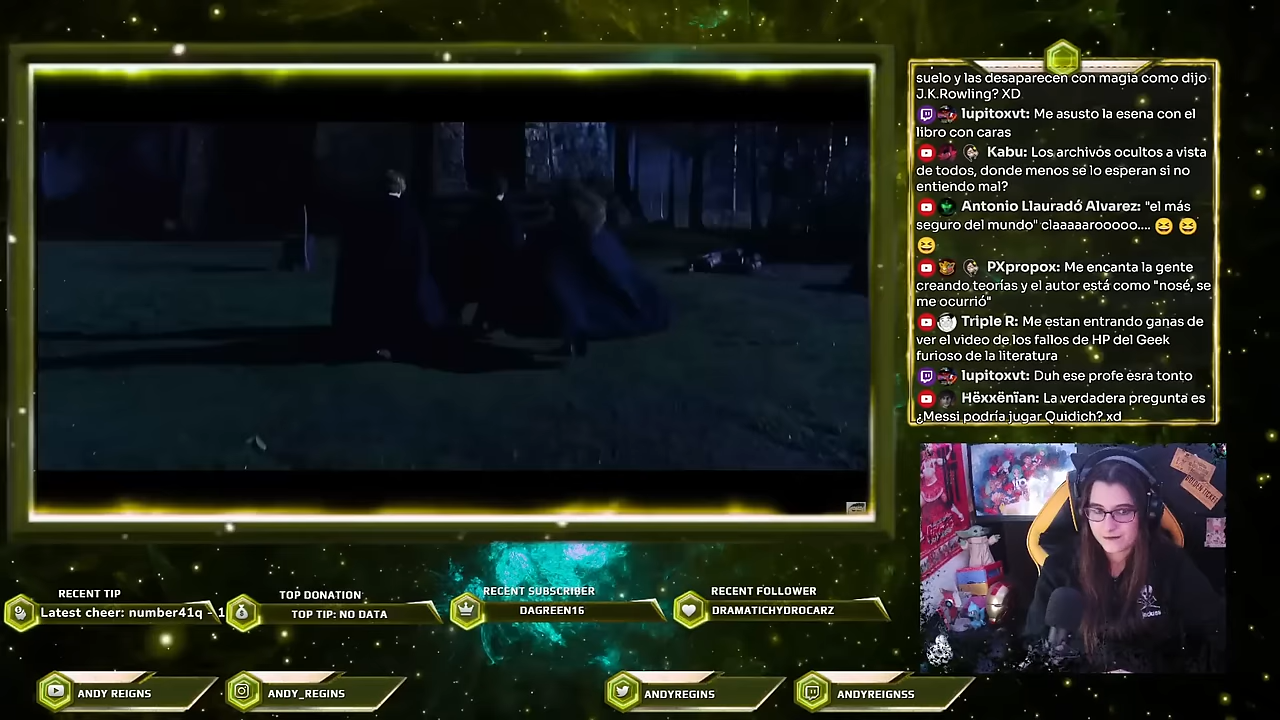 suelo y las desaparecen con magia como dijo
J.K.Rowling? XD
lupitoxvt: Me asusto la esena con el
libro con caras
Kabu: Los archivos ocultos a vista
de todos, donde menos se lo esperan si no
entiendo mal?
Antonio Llauradó Alvarez: "el más
seguro del mundo" claaaaarooooo.... 😆 😆
😆
PXpropox: Me encanta la gente
creando teorías y el autor está como "nosé, se
me ocurrió"
Triple R: Me estan entrando ganas de
ver el video de los fallos de HP del Geek
furioso de la literatura
lupitoxvt: Duh ese profe esra tonto
Hëxxënïan: La verdadera pregunta es
¿Messi podría jugar Quidich? xd
RECENT TIP
Latest cheer: number41q - 1
TOP DONATION
TOP TIP: NO DATA
RECENT SUBSCRIBER
DAGREEN16
RECENT FOLLOWER
DRAMATICHYDROCARZ
ANDY REIGNS
ANDY_REGINS
ANDYREGINS
ANDYREIGNSS